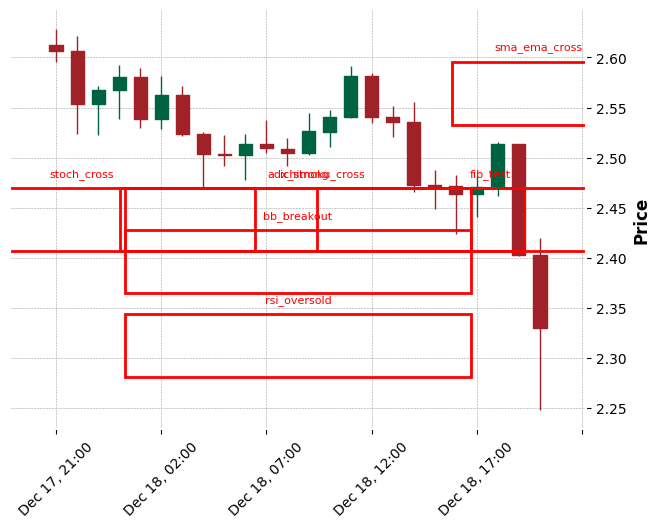 sma_ema_cross
2.60
2.55
2.50
stoch_cross
adx_strong
ichimoku_cross
fib_test
2.45
bb_breakout
Price
2.40
2.35
rsi_oversold
2.30
2.25
Dec 17, 21:00
Dec 18, 02:00
Dec 18, 07:00
Dec 18, 12:00
Dec 18, 17:00